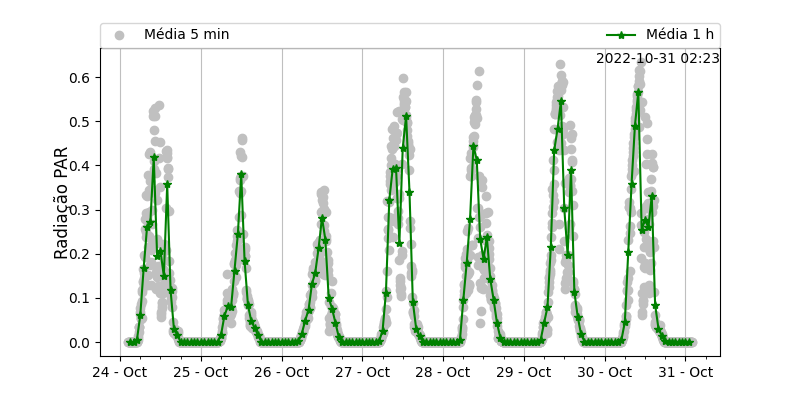 Média 5 min
Média 1 h
2022-10-31 02:23
Radiação PAR
0.6
0.5
0.4
0.3
0.2
0.1
0.0
24 - Oct
25 - Oct
26 - Oct
27 - Oct
28 - Oct
29 - Oct
30 - Oct
31 - Oct